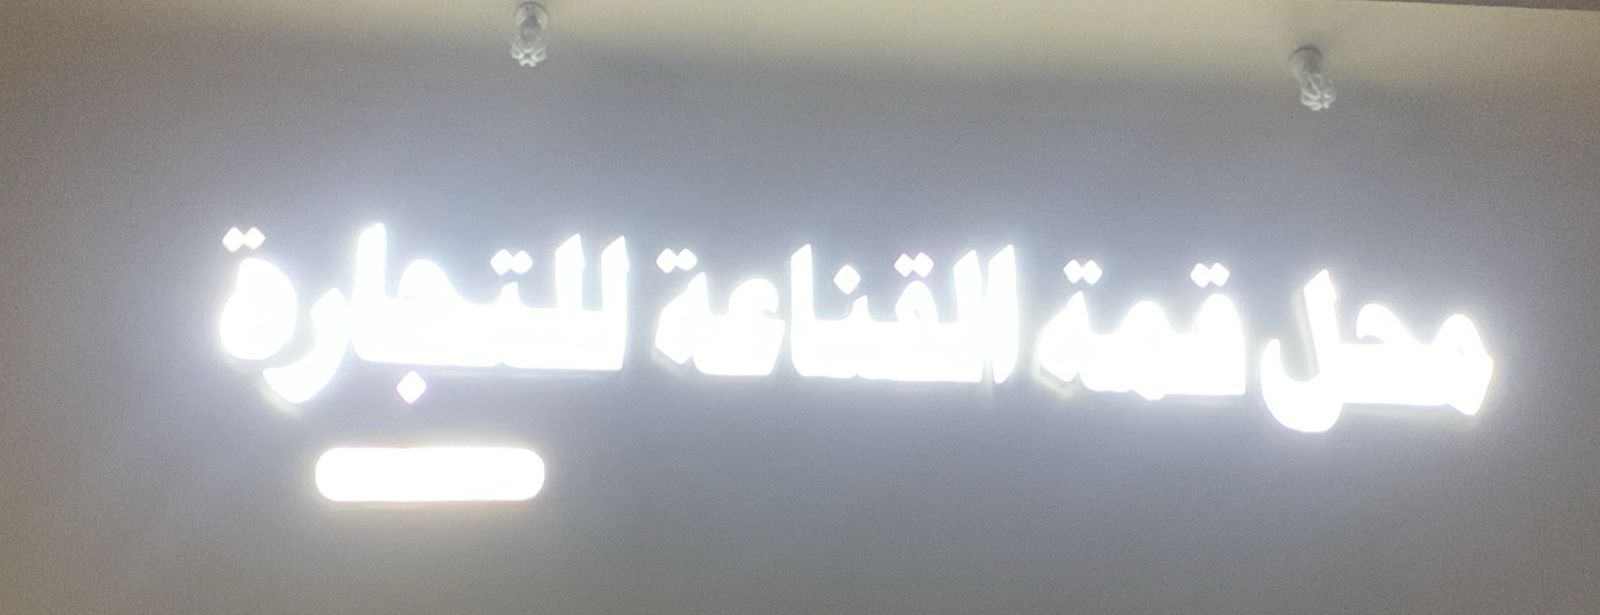 محل قمة القناعة للتجارة